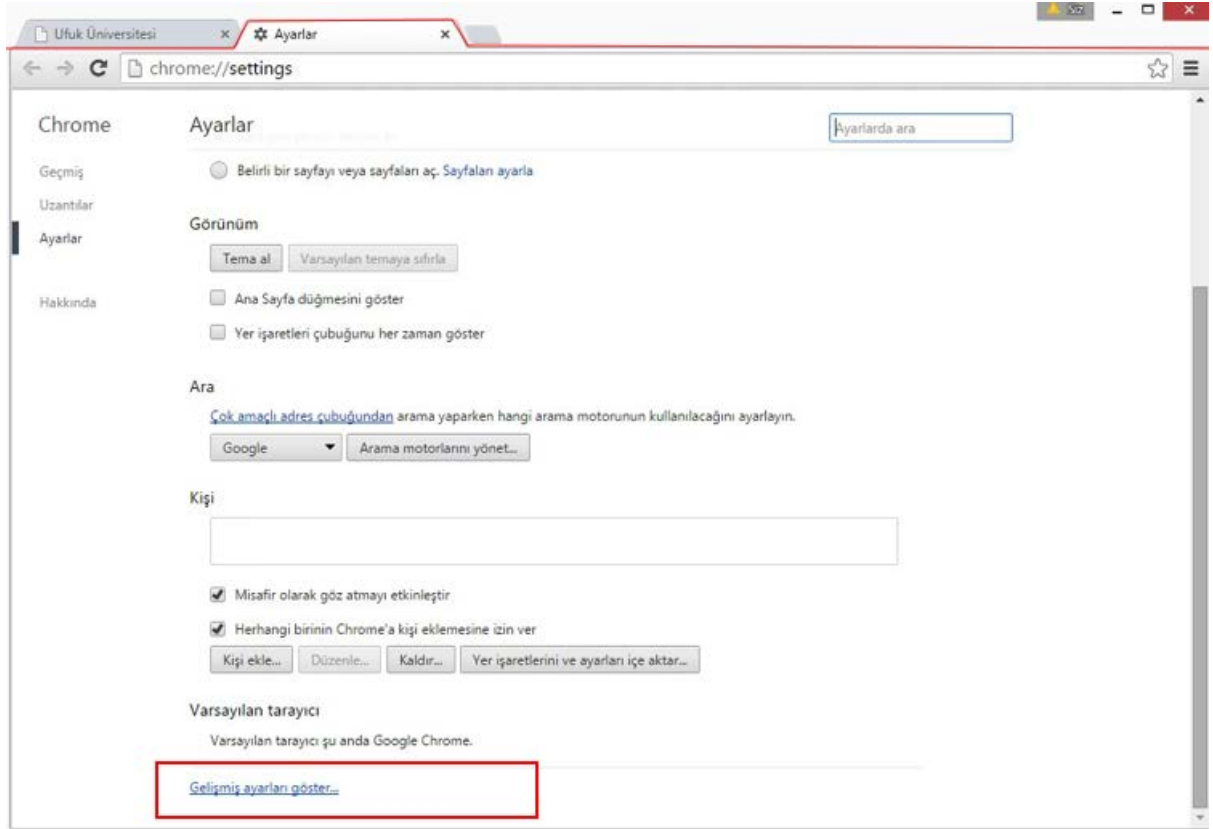 Siz
Ufuk Üniversitesi
Ayarlar
chrome://settings
Chrome
Ayarlar
Ayarlarda ara
Geçmiş
Belirli bir sayfayı veya sayfaları aç. Sayfaları ayarla
Uzantılar
Ayarlar
Hakkında
Görünüm
Tema al
Varsayılan temaya sıfırla
Ana Sayfa düğmesini göster
Yer işaretleri çubuğunu her zaman göster
Ara
Çok amaçlı adres çubuğundan arama yaparken hangi arama motorunun kullanılacağını ayarlayın.
Google
Arama motorlarını yönet...
Kişi
Misafir olarak göz atmayı etkinleştir
Herhangi birinin Chrome'a kişi eklemesine izin ver
Kişi ekle...
Düzenle...
Kaldır...
Yer işaretlerini ve ayarları içe aktar...
Varsayılan tarayıcı
Varsayılan tarayıcı şu anda Google Chrome.
Gelişmiş ayarları göster...